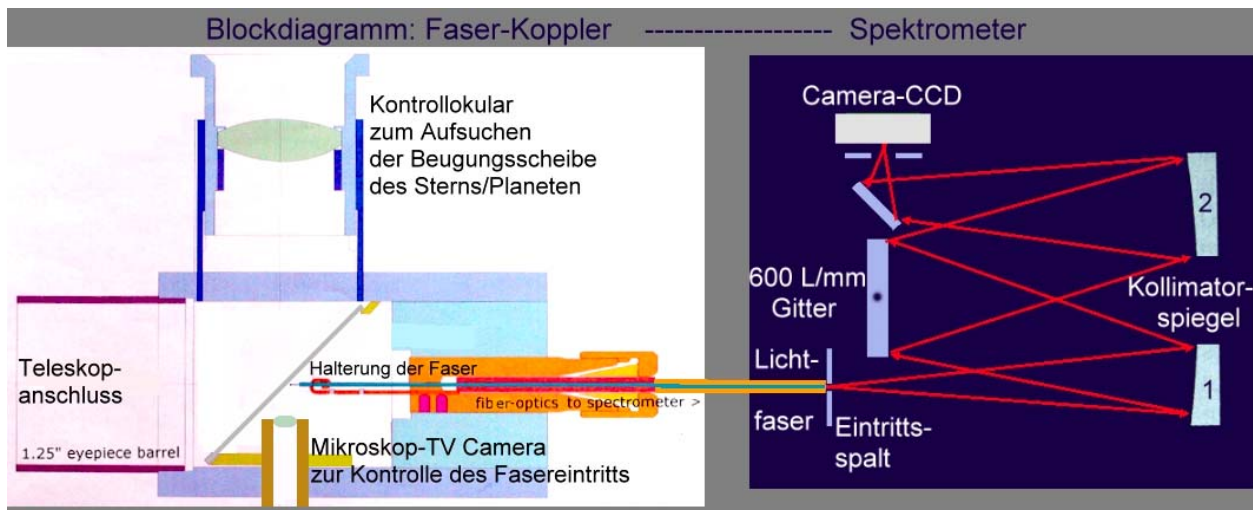 Blockdiagramm: Faser-Koppler ------------------- Spektrometer
Kontrollokular
zum Aufsuchen
der Beugungsscheibe
des Sterns/Planeten
Teleskop-
anschluss
1.25" eyepiece barrel
Halterung der Faser
fiber-optics to spectrometer >
Mikroskop-TV Camera
zur Kontrolle des Fasereintritts
Camera-CCD
2
600 L/mm
Gitter
Kollimator-
spiegel
Licht-
faser
1
Eintritts-
spalt